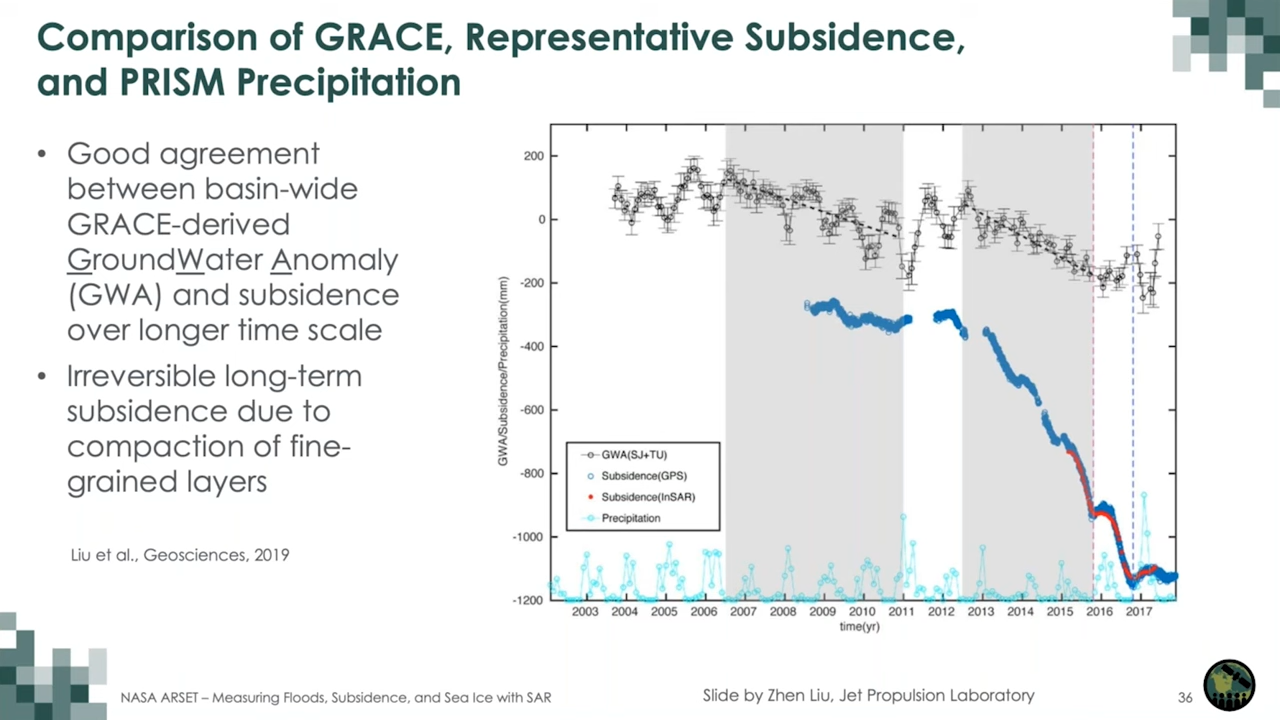 Comparison of GRACE, Representative Subsidence,
and PRISM Precipitation
• Good agreement
between basin-wide
GRACE-derived
GroundWater Anomaly
(GWA) and subsidence
over longer time scale
• Irreversible long-term
subsidence due to
compaction of fine-
grained layers
Liu et al., Geosciences, 2019
GWA/Subsidence/Precipitation(mm)
200
0
-200
-400
-600
-800
-1000
-1200
GWA(SJ+TU)
Subsidence(GPS)
Subsidence(InSAR)
Precipitation
2003 2004 2005 2006 2007 2008 2009 2010 2011 2012 2013 2014 2015 2016 2017
time(yr)
NASA ARSET – Measuring Floods, Subsidence, and Sea Ice with SAR
Slide by Zhen Liu, Jet Propulsion Laboratory
36